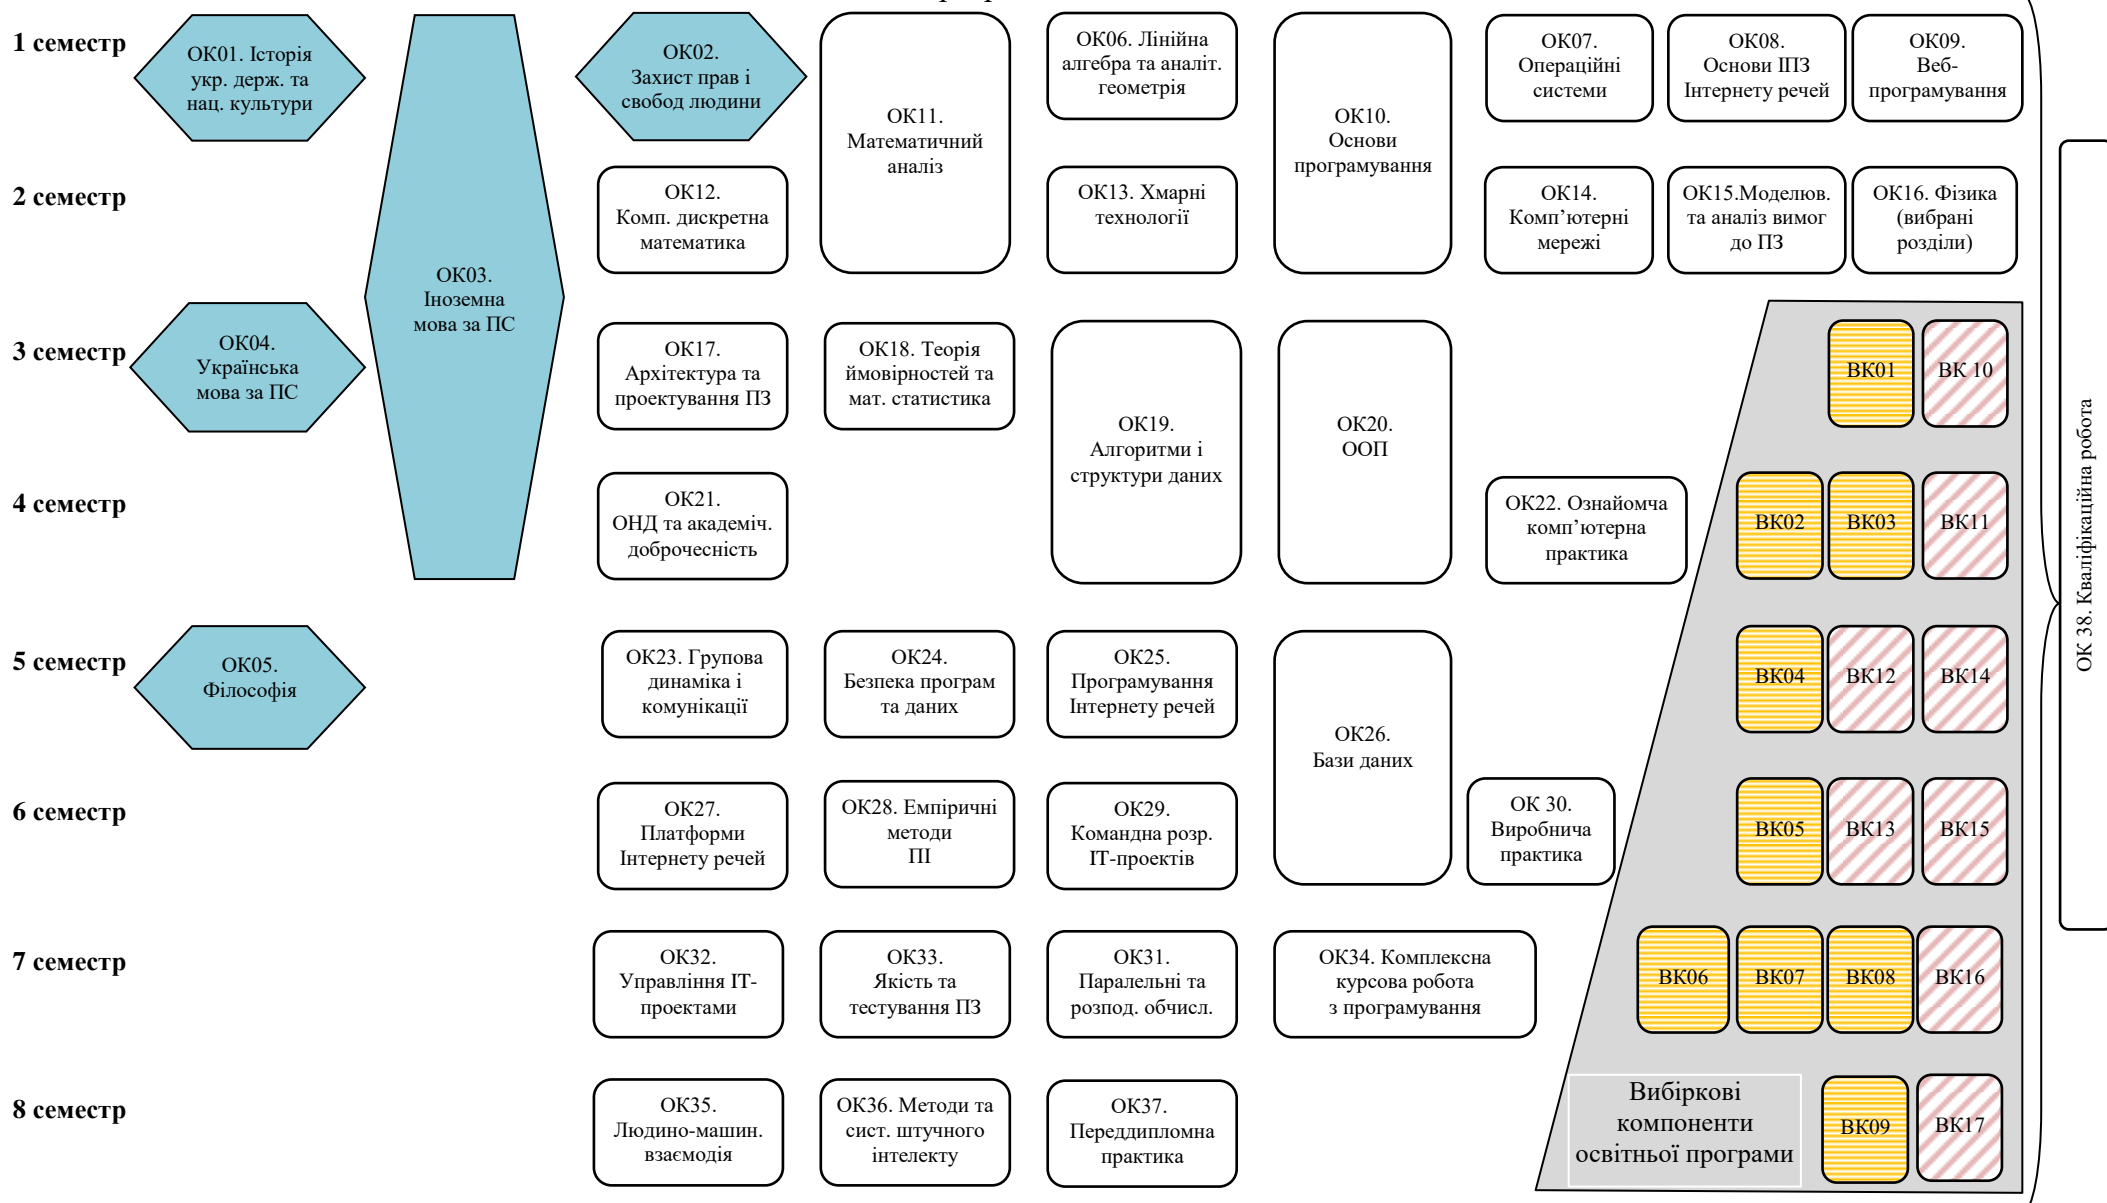 1 семестр
ОК01. Історія
укр. держ. та
нац. культури
ОК02.
Захист прав і
свобод людини
ОК11.
Математичний
аналіз
ОК06. Лінійна
алгебра та аналіт.
геометрія
ОК10.
Основи
програмування
ОК07.
Операційні
системи
ОК08.
Основи ІПЗ
Інтернету речей
ОК09.
Веб-
програмування
2 семестр
ОК03.
Іноземна
мова за ПС
ОК12.
Комп. дискретна
математика
ОК13. Хмарні
технології
ОК14.
Комп’ютерні
мережі
ОК15.Моделюв.
та аналіз вимог
до ПЗ
ОК16. Фізика
(вибрані
розділи)
3 семестр
ОК04.
Українська
мова за ПС
ОК17.
Архітектура та
проектування ПЗ
ОК18. Теорія
ймовірностей та
мат. статистика
ОК19.
Алгоритми і
структури даних
ОК20.
ООП
ВК01
ВК 10
4 семестр
ОК21.
ОНД та академіч.
доброчесність
ОК22. Ознайомча
комп’ютерна
практика
ВК02
ВК03
ВК11
5 семестр
ОК05.
Філософія
ОК23. Групова
динаміка і
комунікації
ОК24.
Безпека програм
та даних
ОК25.
Програмування
Інтернету речей
ОК26.
Бази даних
ВК04
ВК12
ВК14
6 семестр
ОК27.
Платформи
Інтернету речей
ОК28. Емпіричні
методи
ПІ
ОК29.
Командна розр.
ІТ-проектів
ОК 30.
Виробнича
практика
ВК05
ВК13
ВК15
7 семестр
ОК32.
Управління ІТ-
проектами
ОК33.
Якість та
тестування ПЗ
ОК31.
Паралельні та
розпод. обчисл.
ОК34. Комплексна
курсова робота
з програмування
ВК06
ВК07
ВК08
ВК16
8 семестр
ОК35.
Людино-машин.
взаємодія
ОК36. Методи та
сист. штучного
інтелекту
ОК37.
Переддипломна
практика
Вибіркові
компоненти
освітньої програми
ВК09
ВК17
ОК 38. Кваліфікаційна робота